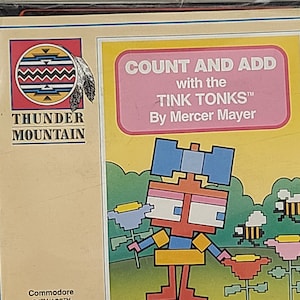 COUNT AND ADD
with the
TINK TONKS™
By Mercer Mayer
THUNDER
MOUNTAIN
Commodore